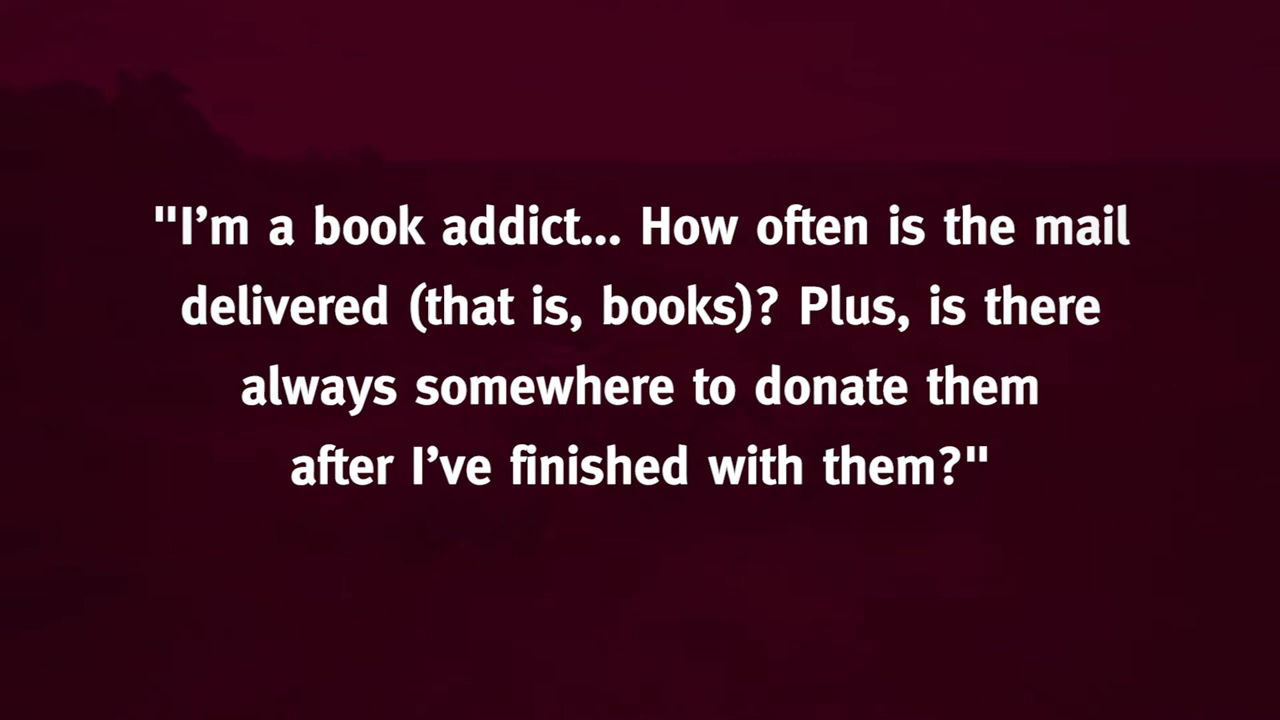 "I’m a book addict... How often is the mail
delivered (that is, books)? Plus, is there
always somewhere to donate them
after I’ve finished with them?"